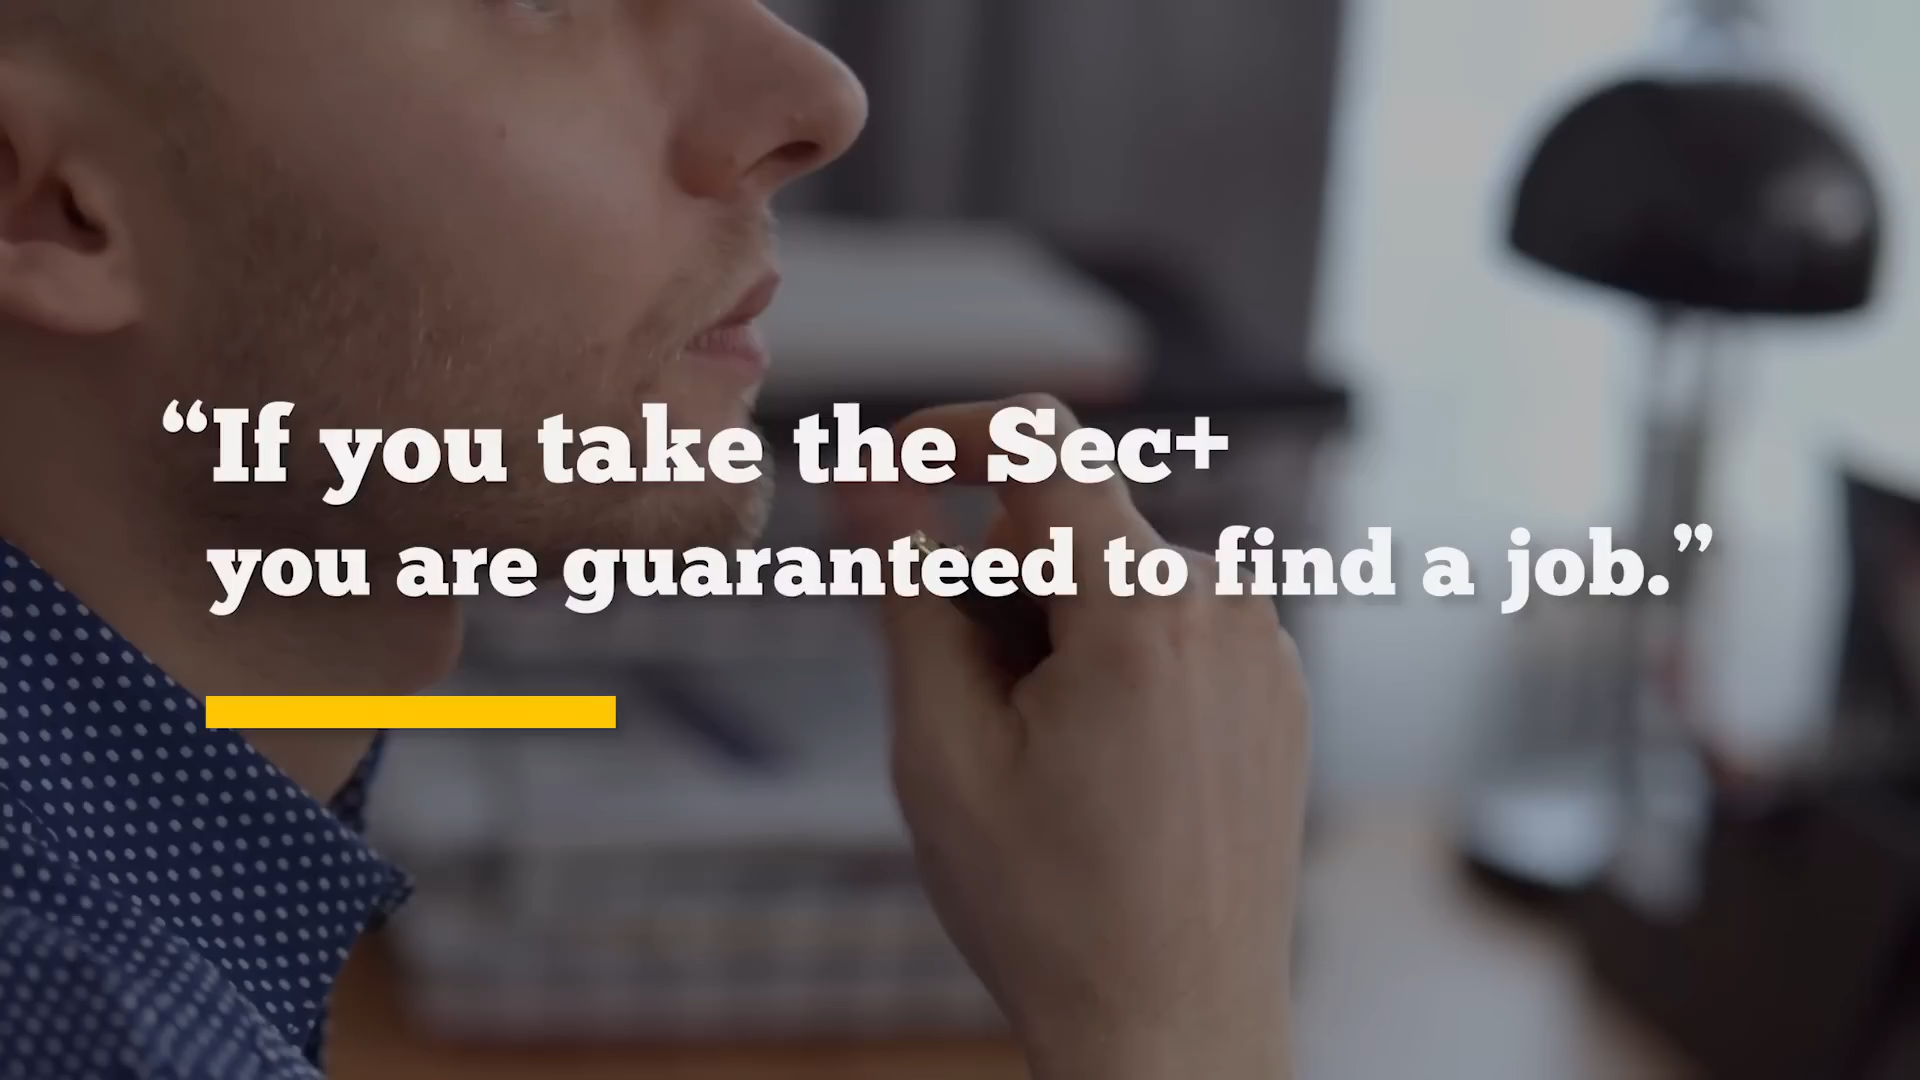 “If you take the Sec+
you are guaranteed to find a job.”